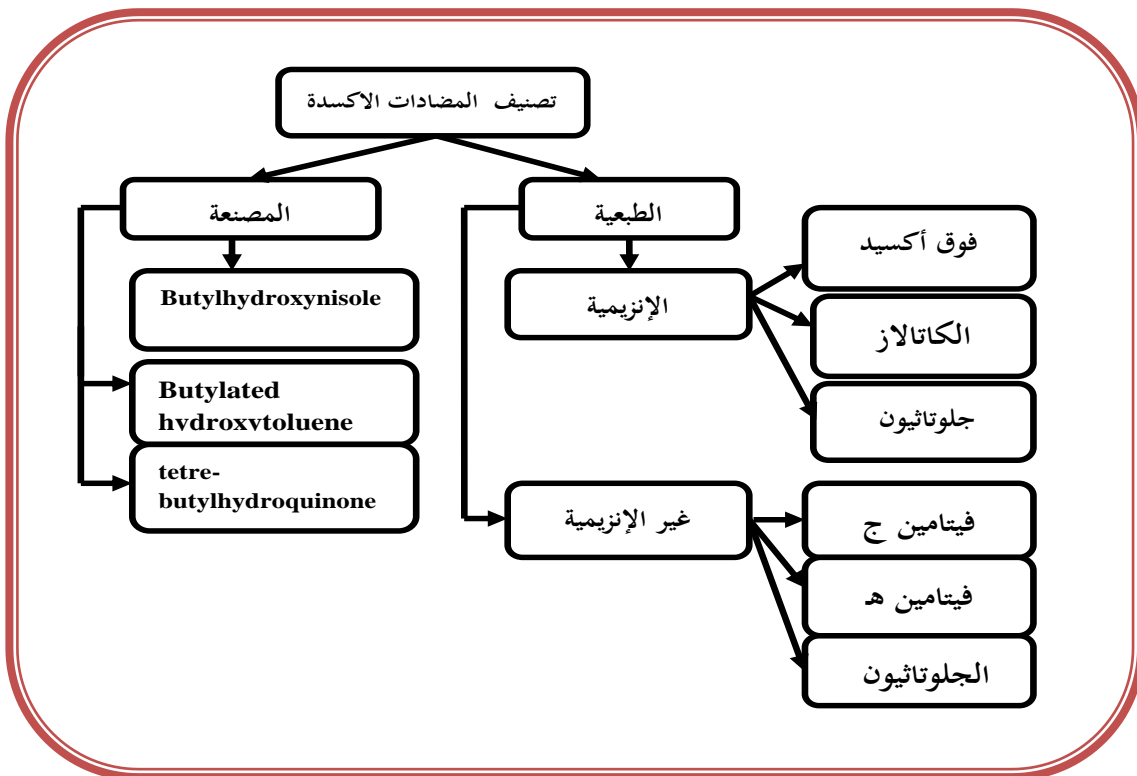 تصنيف المضادات الاكسدة
المصنعة
الطبعية
Butylhydroxynisole
Butylated
hydroxytoluene
tetre-
butylhydroquinone
الإنزيمية
فوق أكسيد
الكاتالاز
جلوتاثيون
غير الإنزيمية
فيتامين ج
فيتامين هـ
الجلوتاثيون